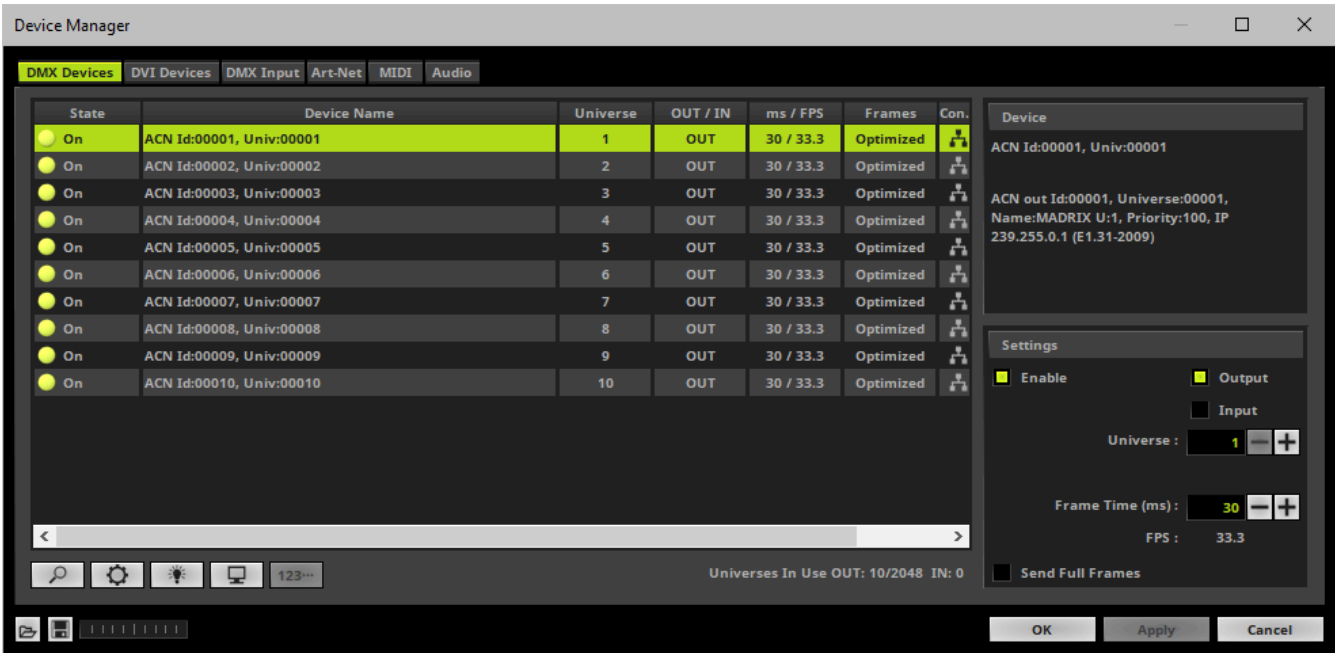 Device Manager
DMX Devices DVI Devices DMX Input Art-Net MIDI Audio
State Device Name Universe OUT / IN ms / FPS Frames Con.
On ACN Id:00001, Univ:00001 1 OUT 30 / 33.3 Optimized
On ACN Id:00002, Univ:00002 2 OUT 30 / 33.3 Optimized
On ACN Id:00003, Univ:00003 3 OUT 30 / 33.3 Optimized
On ACN Id:00004, Univ:00004 4 OUT 30 / 33.3 Optimized
On ACN Id:00005, Univ:00005 5 OUT 30 / 33.3 Optimized
On ACN Id:00006, Univ:00006 6 OUT 30 / 33.3 Optimized
On ACN Id:00007, Univ:00007 7 OUT 30 / 33.3 Optimized
On ACN Id:00008, Univ:00008 8 OUT 30 / 33.3 Optimized
On ACN Id:00009, Univ:00009 9 OUT 30 / 33.3 Optimized
On ACN Id:00010, Univ:00010 10 OUT 30 / 33.3 Optimized
123...
Universes In Use OUT: 10/2048 IN: 0
Device
ACN Id:00001, Univ:00001
ACN out Id:00001, Universe:00001,
Name:MADRIX U:1, Priority:100, IP
239.255.0.1 (E1.31-2009)
Settings
Enable Output
Input
Universe : 1
Frame Time (ms) : 30
FPS : 33.3
Send Full Frames
OK Apply Cancel